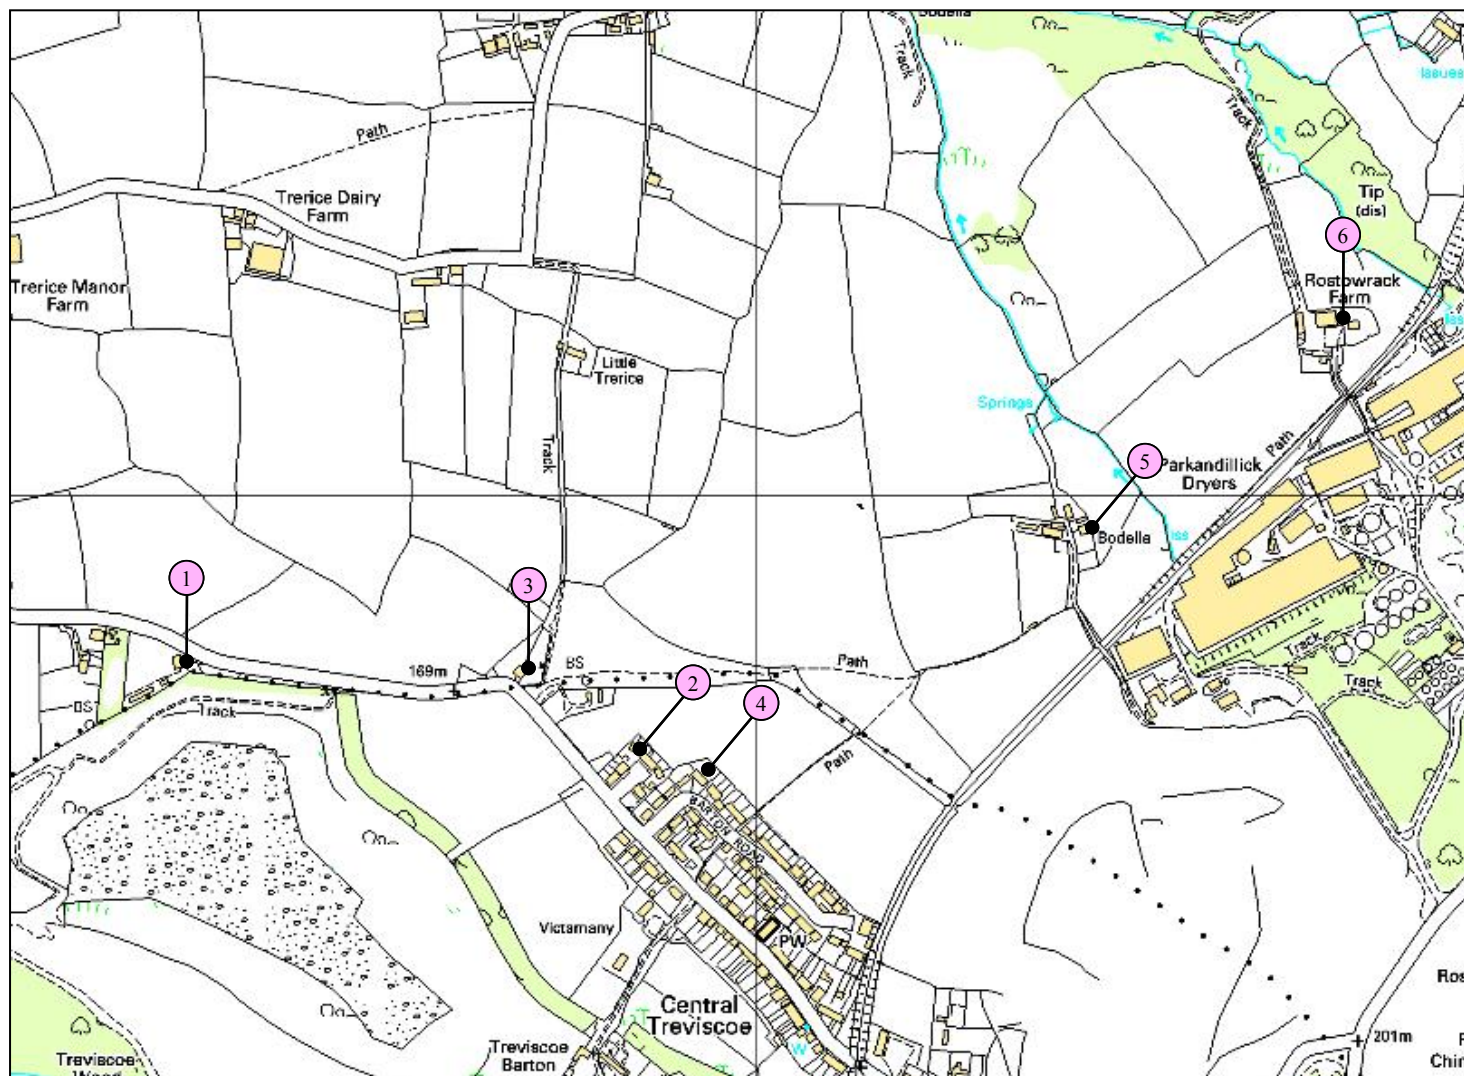 Track
Issues
Path
Track
Trerice Dairy
Farm
Tip
(dis)
6
Trerice Manor
Farm
Rostowrack
Farm
Little
Trerice
Springs
Track
Path
5
Parkandillick
Dryers
Iss
Bodella
1
3
Track
BS
Path
169m
2
Track
BS
Track
4
Path
BARTON ROAD
Victamany
PW
Central
Treviscoe
W
201m
Treviscoe
Barton
Treviscoe